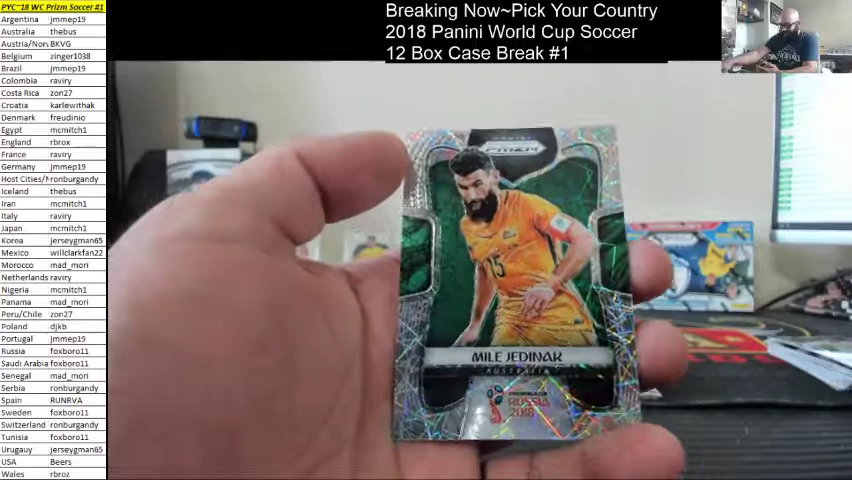 PYC~18 WC Prizm Soccer #1
Argentina jmmep19
Australia thebus
Austria/Nor BKVG
Belgium zinger1038
Brazil jmmep19
Colombia raviry
Costa Rica zon27
Croatia karlewithak
Denmark freudinio
Egypt mcmitch1
England rbrox
France raviry
Germany jmmep19
Host Cities/ ronburgandy
Iceland thebus
Iran mcmitch1
Italy raviry
Japan mcmitch1
Korea jerseygman65
Mexico willclarkfan22
Morocco mad_mori
Netherlands raviry
Nigeria mcmitch1
Panama mad_mori
Peru/Chile zon27
Poland djkb
Portugal jmmep19
Russia foxboro11
Saudi Arabia foxboro11
Senegal mad_mori
Serbia ronburgandy
Spain RUNRVA
Sweden foxboro11
Switzerland ronburgandy
Tunisia foxboro11
Urugauy jerseygman65
USA Beers
Wales rbroz
Breaking Now~Pick Your Country
2018 Panini World Cup Soccer
12 Box Case Break #1
PANINI
PRIZM
15
MILE JEDINAK
AUSTRALIA
RUSSIA
2018